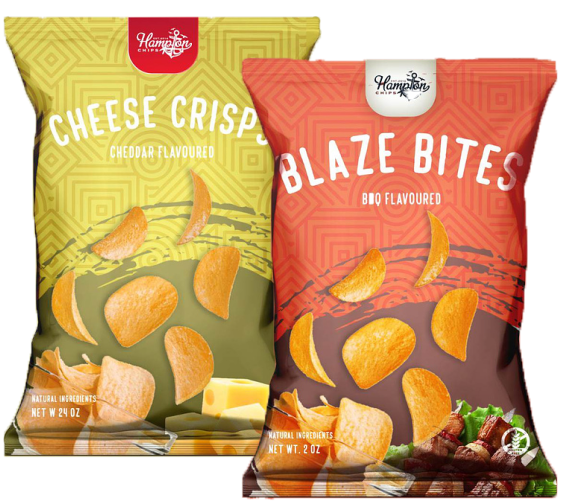 Hampton
CHIPS
CHEESE CRISPS
CHEDDAR FLAVOURED
NATURAL INGREDIENTS
NET W 24 OZ
Hampton
CHIPS
BLAZE BITES
BBQ FLAVOURED
NATURAL INGREDIENTS
NET WT. 2 OZ